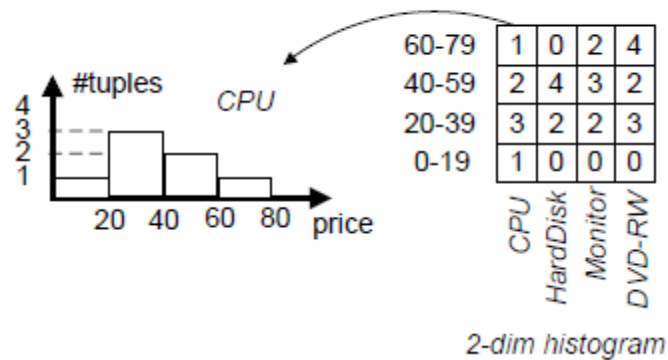 #tuples
CPU
4
3
2
1
20 40 60 80 price
60-79 1 0 2 4
40-59 2 4 3 2
20-39 3 2 2 3
0-19 1 0 0 0
CPU
HardDisk
Monitor
DVD-RW
2-dim histogram